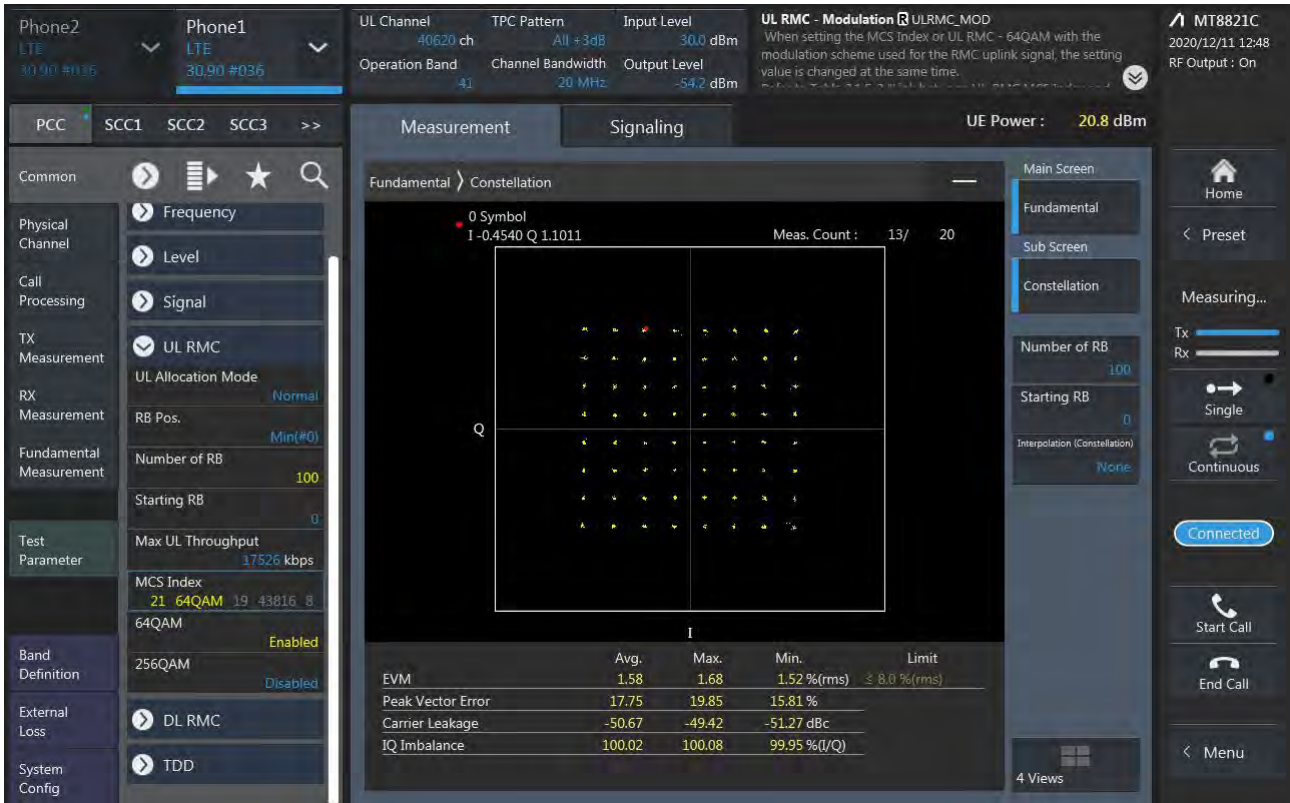 Phone2
LTE
30.90 #036
Phone1
LTE
30.90 #036
UL Channel
40620 ch
Operation Band
41
TPC Pattern
All +3dB
Channel Bandwidth
20 MHz
Input Level
30.0 dBm
Output Level
-54.2 dBm
UL RMC - Modulation R ULRMC_MOD
When setting the MCS Index or UL RMC - 64QAM with the
modulation scheme used for the RMC uplink signal, the setting
value is changed at the same time.
MT8821C
2020/12/11 12:48
RF Output : On
PCC SCC1 SCC2 SCC3 >>
Measurement Signaling
UE Power : 20.8 dBm
Common
Physical
Channel
Call
Processing
TX
Measurement
RX
Measurement
Fundamental
Measurement
Test
Parameter
Band
Definition
External
Loss
System
Config
Frequency
Level
Signal
UL RMC
UL Allocation Mode
Normal
RB Pos.
Min(#0)
Number of RB
100
Starting RB
0
Max UL Throughput
17526 kbps
MCS Index
21 64QAM 19 43816 8
64QAM
Enabled
256QAM
Disabled
DL RMC
TDD
Fundamental 〉 Constellation
0 Symbol
I -0.4540 Q 1.1011
Meas. Count : 13/ 20
Q
I
Avg. Max. Min. Limit
EVM 1.58 1.68 1.52 %(rms) ≤ 8.0 %(rms)
Peak Vector Error 17.75 19.85 15.81 %
Carrier Leakage -50.67 -49.42 -51.27 dBc
IQ Imbalance 100.02 100.08 99.95 %(I/Q)
Main Screen
Fundamental
Sub Screen
Constellation
Number of RB
100
Starting RB
0
Interpolation (Constellation)
None
4 Views
Home
< Preset
Measuring...
Tx
Rx
Single
Continuous
Connected
Start Call
End Call
< Menu